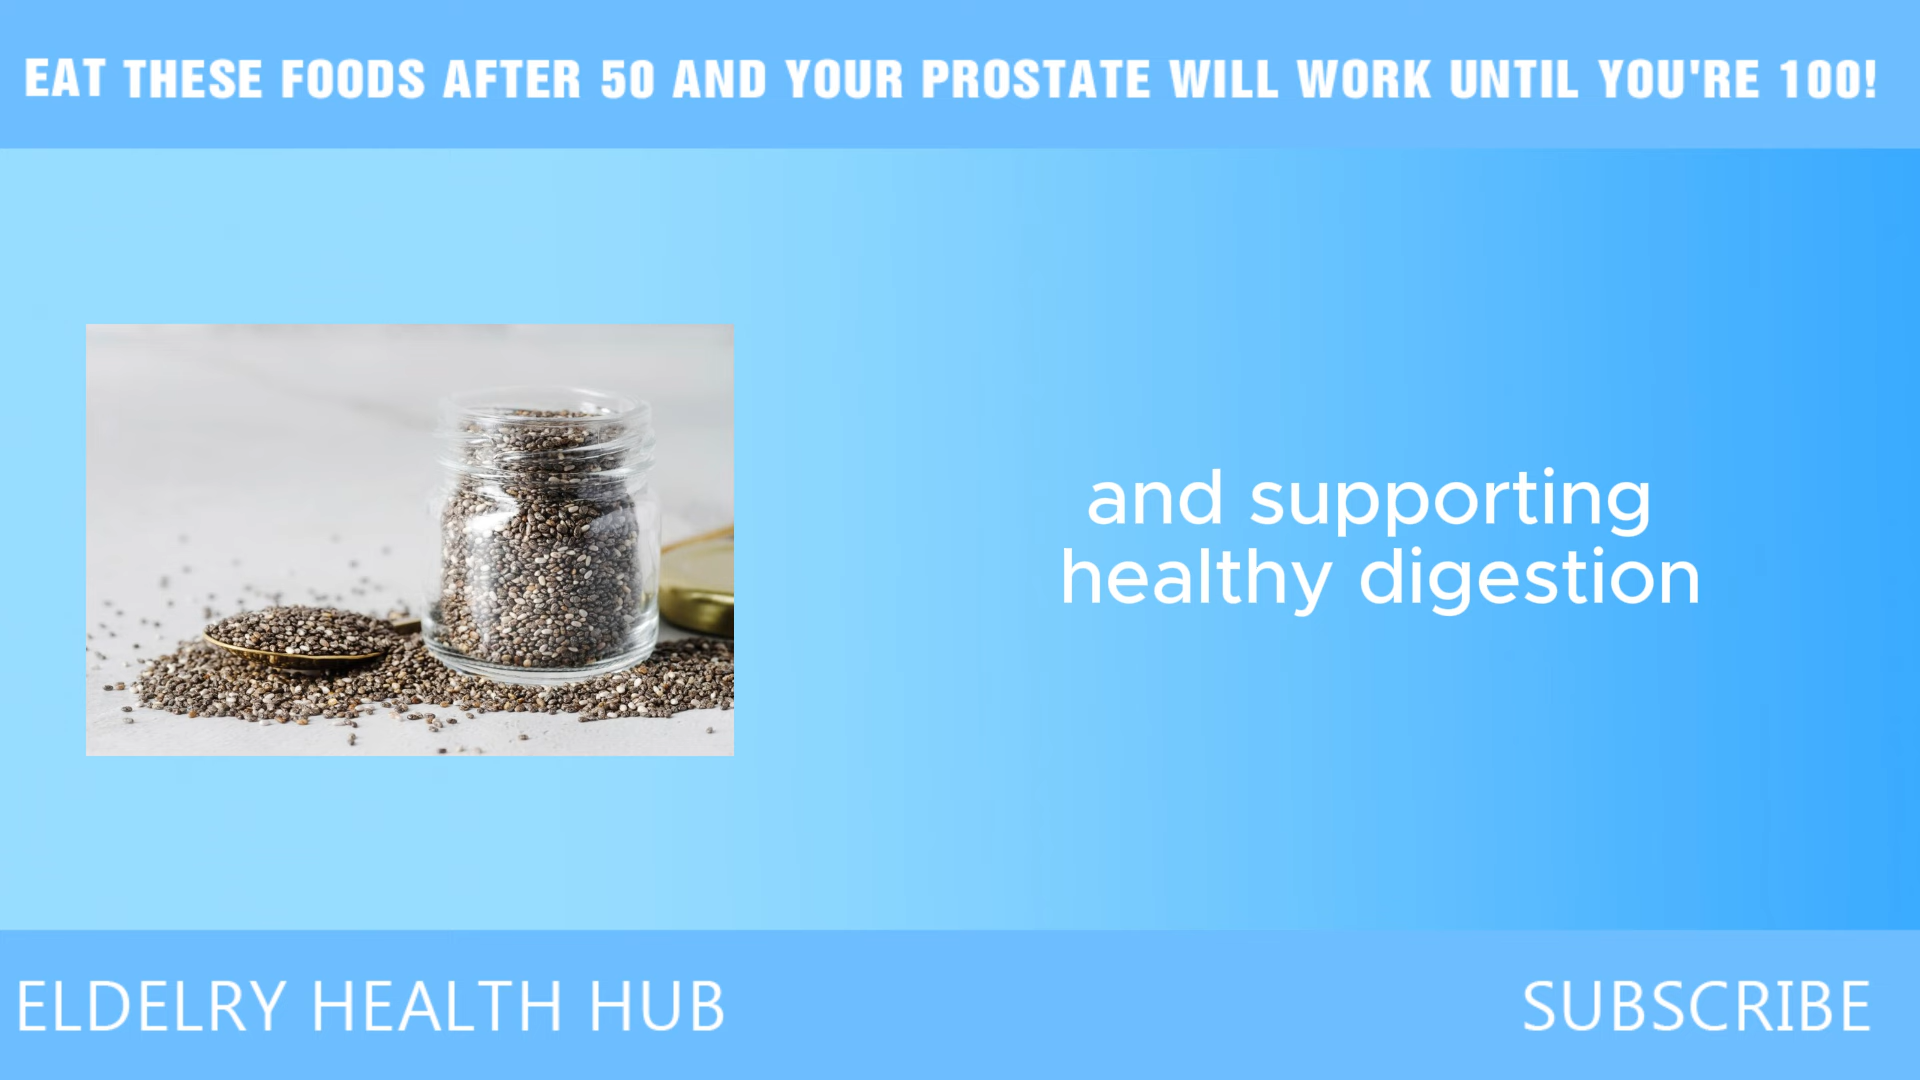 EAT THESE FOODS AFTER 50 AND YOUR PROSTATE WILL WORK UNTIL YOU'RE 100!
and supporting
healthy digestion
ELDELRY HEALTH HUB
SUBSCRIBE